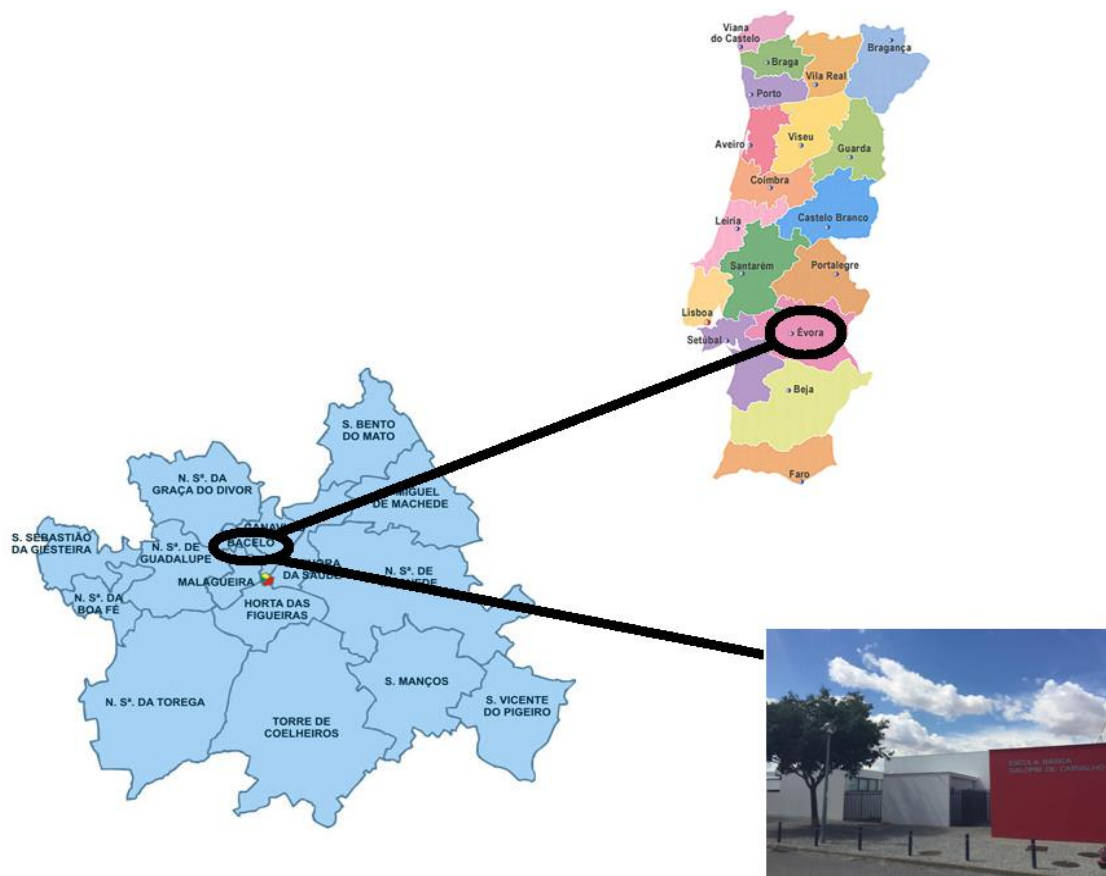 Viana
do Castelo
Bragança
Braga
Vila Real
Porto
Viseu
Aveiro
Guarda
Coímbra
Castelo Branco
Leiria
Santarém
Portalegre
Lisboa
Évora
Setúbal
Beja
Faro
S. BENTO
DO MATO
N. Sª. DA
GRAÇA DO DIVOR
MIGUEL
DE MACHEDE
S. SEBASTIÃO
DA GIESTEIRA
BACELO
N. Sª. DE
GUADALUPE
DA SAÚDE
N. Sª. DE
MALAGUEIRA
N. Sª. DA
BOA FÉ
HORTA DAS
FIGUEIRAS
S. MANÇOS
N. Sª. DA TOREGA
S. VICENTE
DO PIGEIRO
TORRE DE
COELHEIROS
ESCOLA BÁSICA
GALOPIM DE CARVALHO